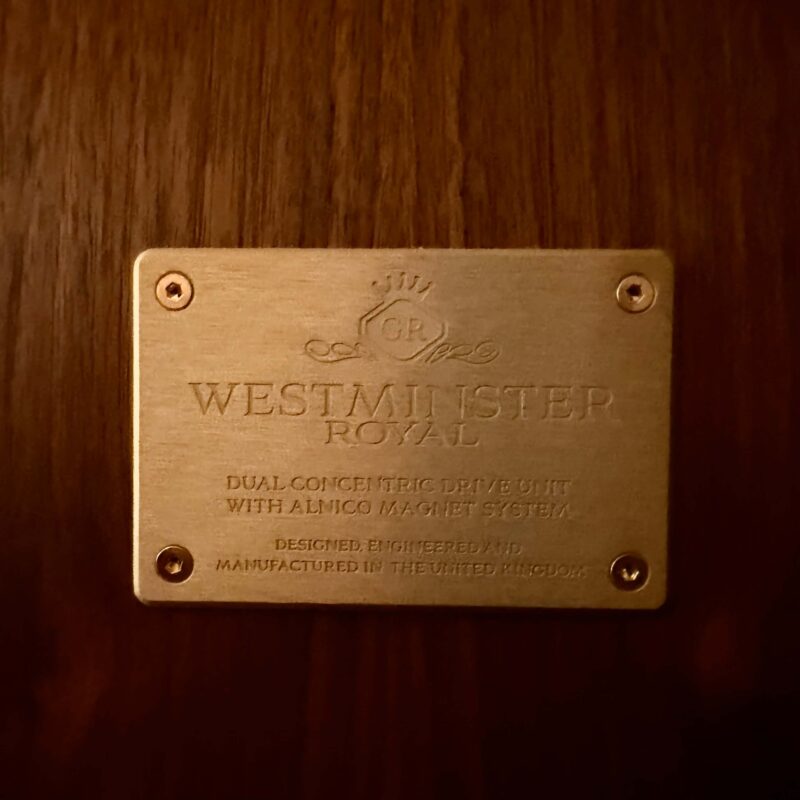 GR
WESTMINSTER
ROYAL
DUAL CONCENTRIC DRIVE UNIT
WITH ALNICO MAGNET SYSTEM
DESIGNED, ENGINEERED AND
MANUFACTURED IN THE UNITED KINGDOM